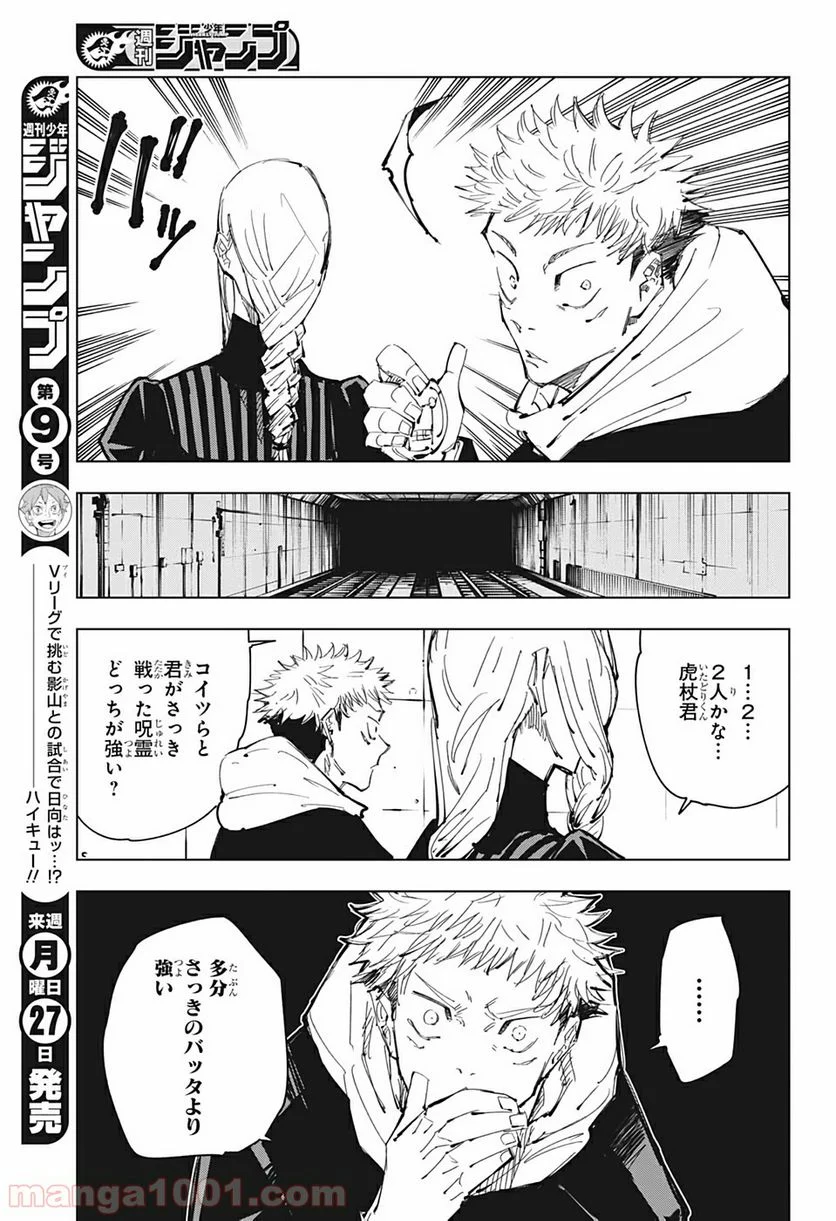 週刊少年ジャンプ
バッ!!
1…2…
2人かな…
虎杖君
コイツらと
君がさっき
戦った呪霊
どっちが強い?
……
多分
さっきのバッタより
強い
週刊少年
ジャンプ
第9号
Vリーグで挑む影山との試合で日向はッ…!?
ハイキュー!!
来週
月
曜日
27
日
発売
manga1001.com